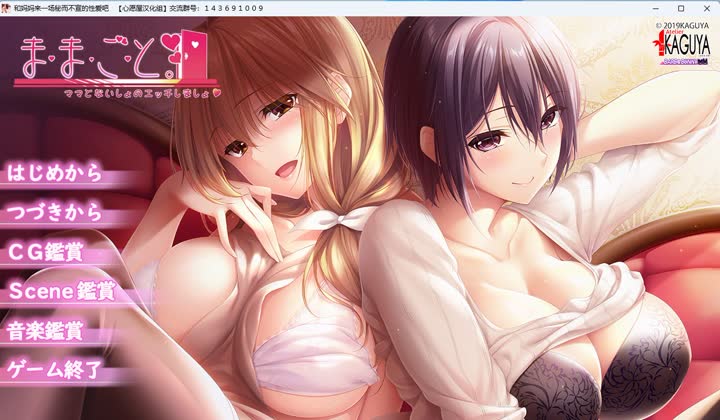 和妈妈来一场秘而不宣的性爱吧 【心愿屋汉化组】交流群号：１４３６９１００９
© 2019KAGUYA
Atelier
KAGUYA
ま・ま・ごと。
ママとないしょのエッチしましょ
はじめから
つづきから
ＣＧ鑑賞
Scene鑑賞
音楽鑑賞
ゲーム終了